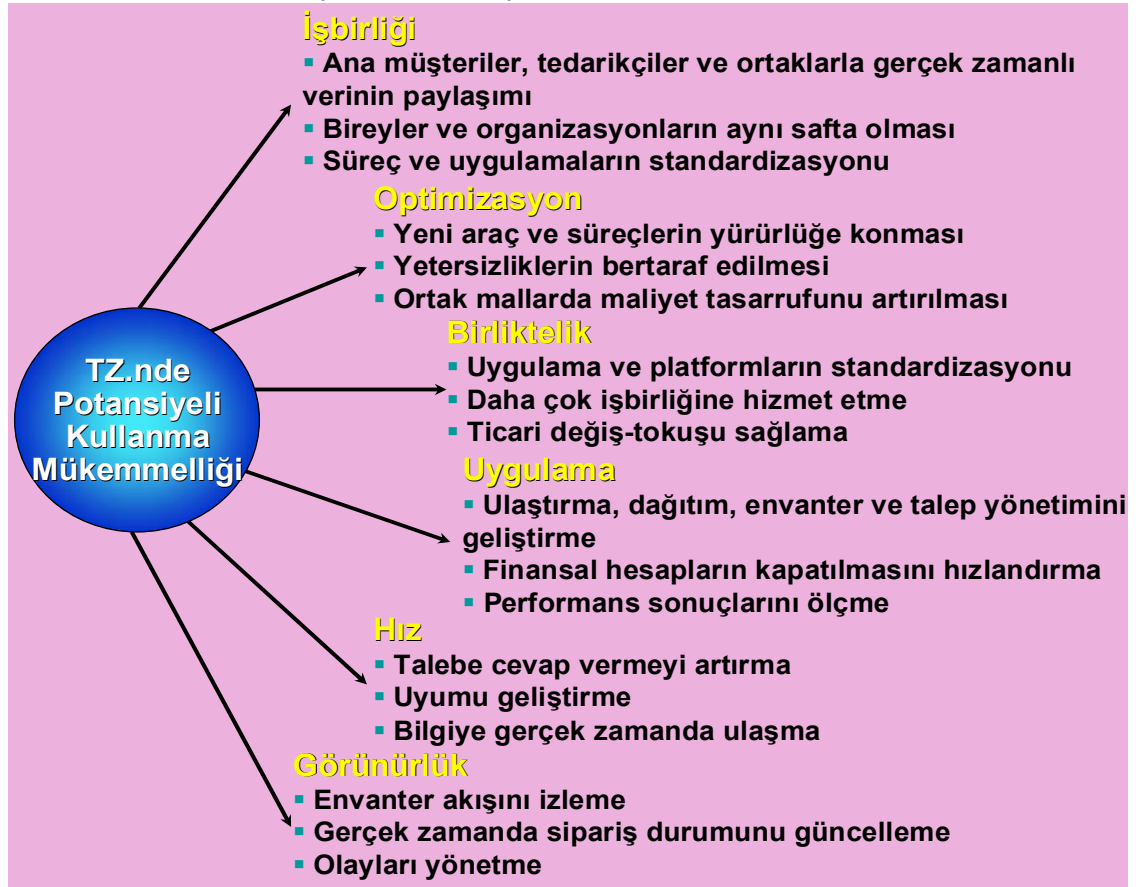 İşbirliği
▪ Ana müşteriler, tedarikçiler ve ortaklarla gerçek zamanlı
verinin paylaşımı
▪ Bireyler ve organizasyonların aynı safta olması
▪ Süreç ve uygulamaların standardizasyonu
Optimizasyon
▪ Yeni araç ve süreçlerin yürürlüğe konması
▪ Yetersizliklerin bertaraf edilmesi
▪ Ortak mallarda maliyet tasarrufunu artırılması
Birliktelik
▪ Uygulama ve platformların standardizasyonu
▪ Daha çok işbirliğine hizmet etme
▪ Ticari değiş-tokuşu sağlama
TZ.nde
Potansiyeli
Kullanma
Mükemmelliği
Uygulama
▪ Ulaştırma, dağıtım, envanter ve talep yönetimini
geliştirme
▪ Finansal hesapların kapatılmasını hızlandırma
▪ Performans sonuçlarını ölçme
Hız
▪ Talebe cevap vermeyi artırma
▪ Uyumu geliştirme
▪ Bilgiye gerçek zamanda ulaşma
Görünürlük
▪ Envanter akışını izleme
▪ Gerçek zamanda sipariş durumunu güncelleme
▪ Olayları yönetme